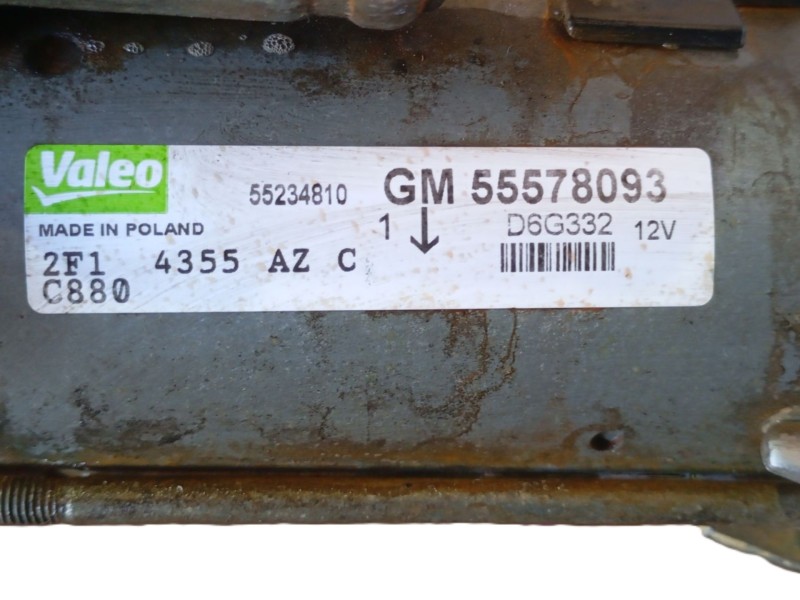 Valeo
55234810 GM 55578093
MADE IN POLAND 1 ↓ D6G332 12V
2F1 4355 AZ C
C880